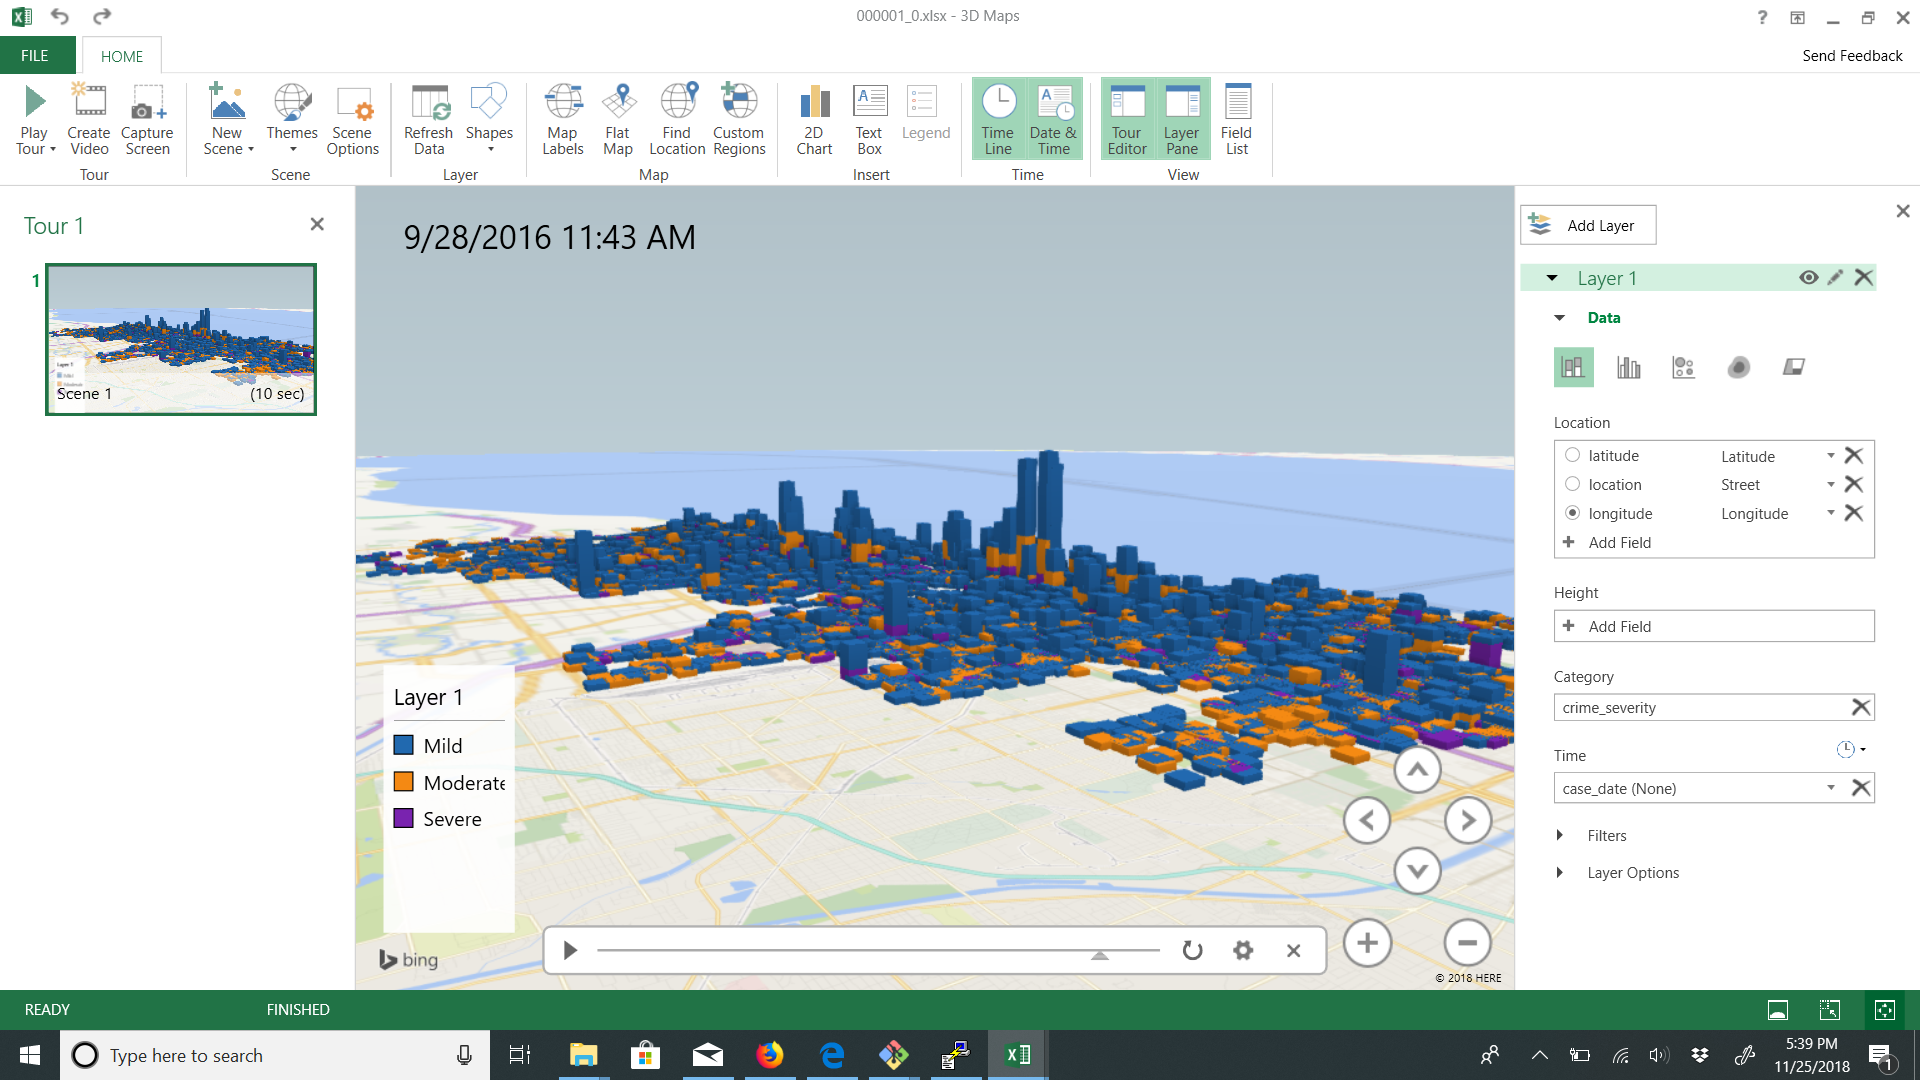 000001_0.xlsx - 3D Maps
FILE
HOME
Send Feedback
Play Tour
Create Video
Capture Screen
New Scene
Themes
Scene Options
Refresh Data
Shapes
Map Labels
Flat Map
Find Location
Custom Regions
2D Chart
Text Box
Legend
Time Line
Date & Time
Tour Editor
Layer Pane
Field List
Tour
Scene
Layer
Map
Insert
Time
View
Tour 1
1
Layer 1
Scene 1
(10 sec)
9/28/2016 11:43 AM
Layer 1
Mild
Moderate
Severe
bing
© 2018 HERE
Add Layer
Layer 1
Data
Location
latitude Latitude
location Street
longitude Longitude
Add Field
Height
Add Field
Category
crime_severity
Time
case_date (None)
Filters
Layer Options
READY
FINISHED
Type here to search
5:39 PM
11/25/2018
1